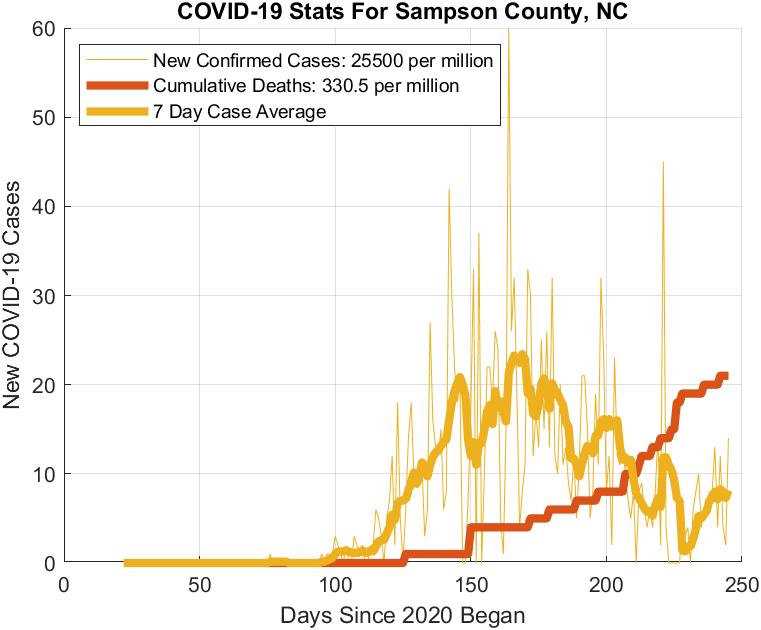 COVID-19 Stats For Sampson County, NC
New Confirmed Cases: 25500 per million
Cumulative Deaths: 330.5 per million
7 Day Case Average
New COVID-19 Cases
60
50
40
30
20
10
0
0 50 100 150 200 250
Days Since 2020 Began